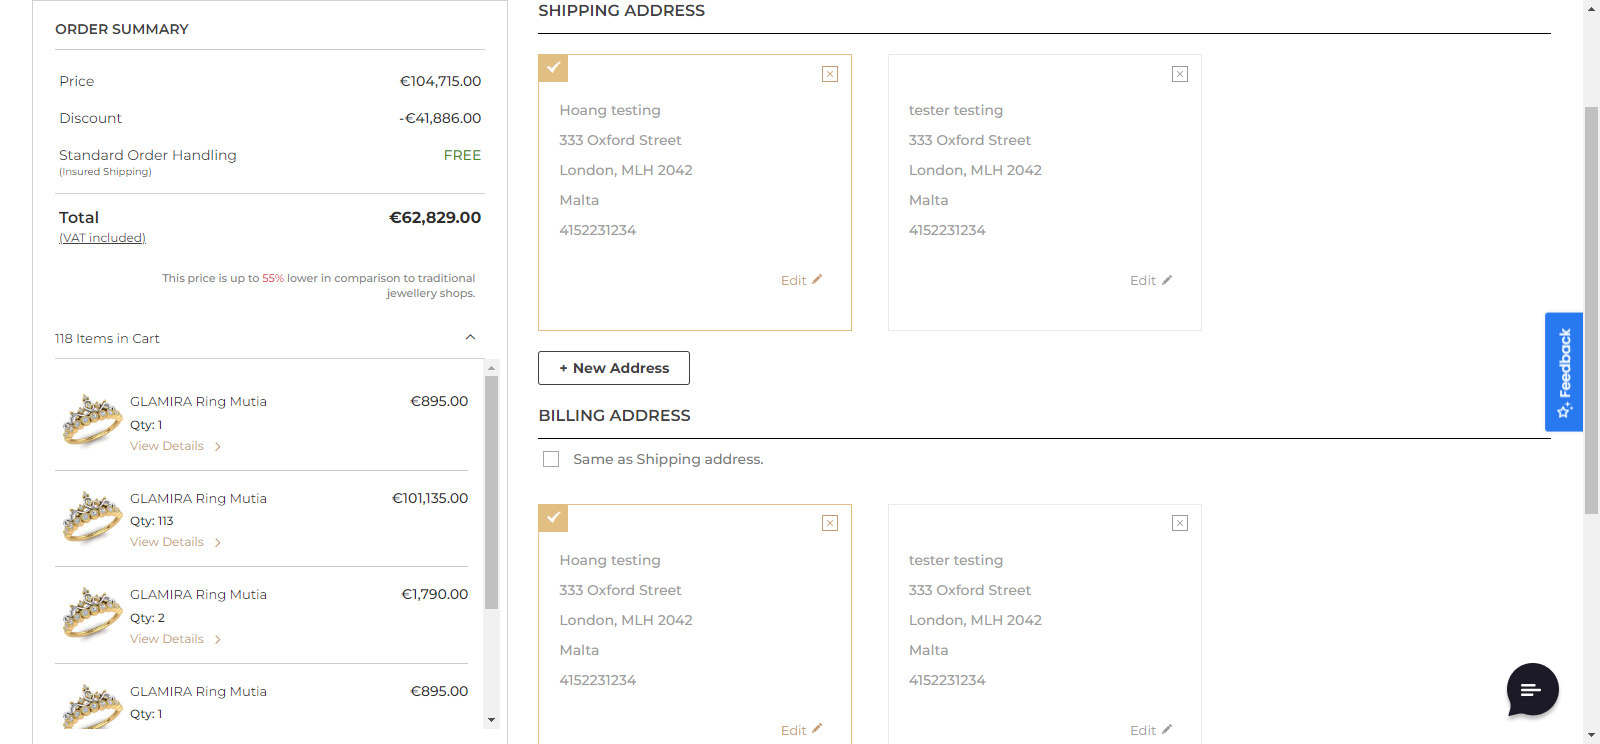 ORDER SUMMARY
Price €104,715.00
Discount -€41,886.00
Standard Order Handling FREE
(Insured Shipping)
Total €62,829.00
(VAT included)
This price is up to 55% lower in comparison to traditional
jewellery shops.
118 Items in Cart
GLAMIRA Ring Mutia €895.00
Qty: 1
View Details
GLAMIRA Ring Mutia €101,135.00
Qty: 113
View Details
GLAMIRA Ring Mutia €1,790.00
Qty: 2
View Details
GLAMIRA Ring Mutia €895.00
Qty: 1
SHIPPING ADDRESS
Hoang testing
333 Oxford Street
London, MLH 2042
Malta
4152231234
Edit
tester testing
333 Oxford Street
London, MLH 2042
Malta
4152231234
Edit
+ New Address
BILLING ADDRESS
Same as Shipping address.
Hoang testing
333 Oxford Street
London, MLH 2042
Malta
4152231234
Edit
tester testing
333 Oxford Street
London, MLH 2042
Malta
4152231234
Edit
Feedback